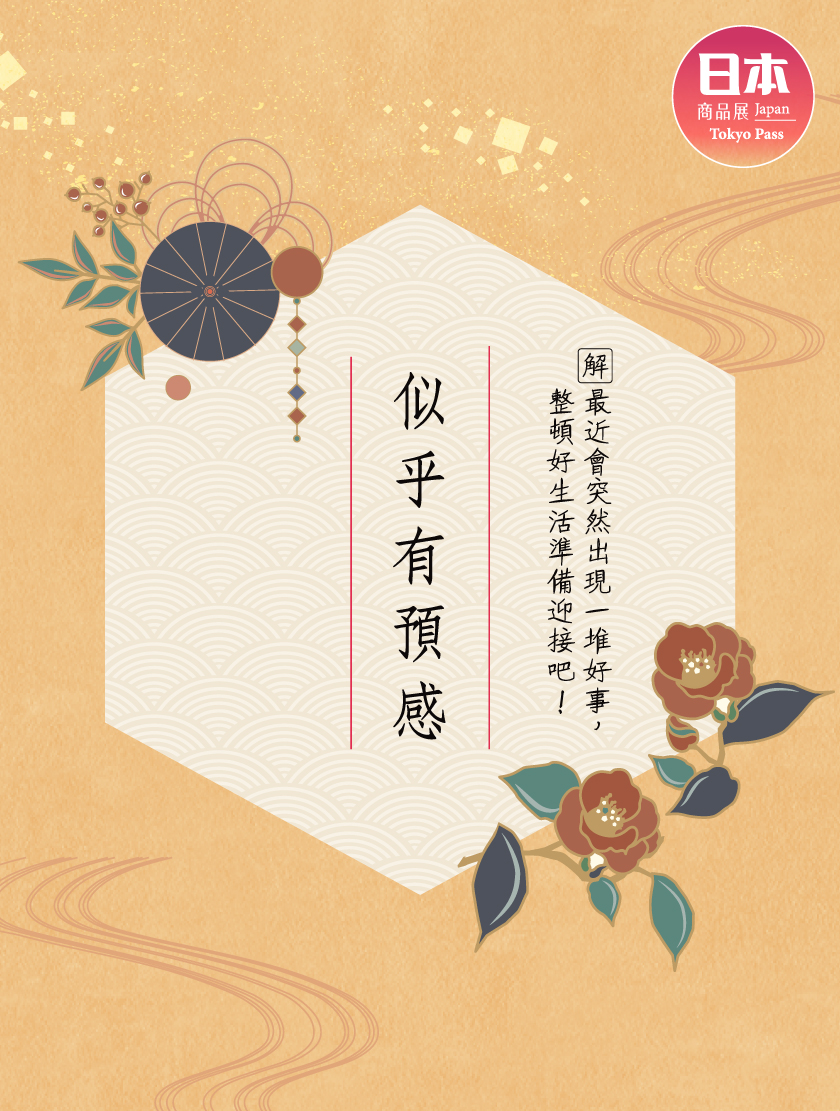 日本
商品展 Japan
Tokyo Pass
解
最近會突然出現一堆好事，
整頓好生活準備迎接吧！
似乎有預感